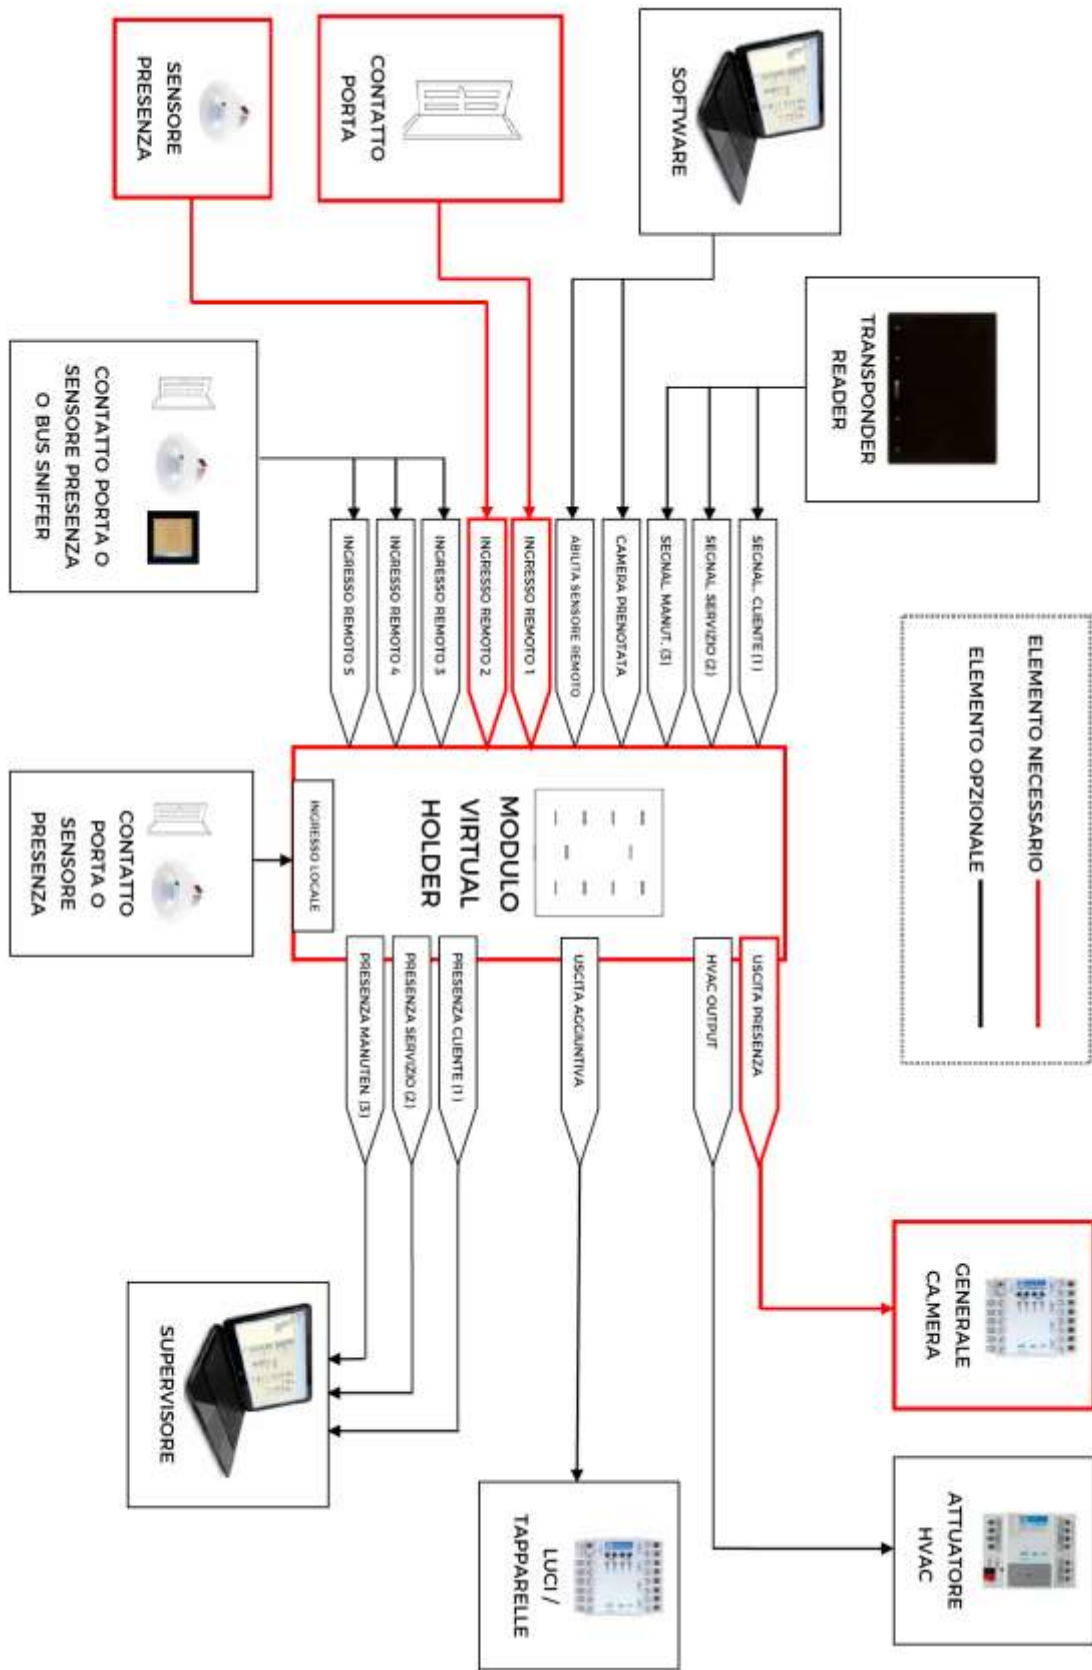 ELEMENTO NECESSARIO
ELEMENTO OPZIONALE
TRANSPONDER
READER
SOFTWARE
CONTATTO
PORTA
SENSORE
PRESENZA
CONTATTO PORTA O
SENSORE PRESENZA
O BUS SNIFFER
SEGNAL. CLIENTE (1)
SEGNAL SERVIZIO (2)
SEGNAL MANUT. (3)
CAMERA PRENOTATA
ABILITA SENSORE REMOTO
INGRESSO REMOTO 1
INGRESSO REMOTO 2
INGRESSO REMOTO 3
INGRESSO REMOTO 4
INGRESSO REMOTO 5
MODULO
VIRTUAL
HOLDER
INGRESSO LOCALE
CONTATTO
PORTA O
SENSORE
PRESENZA
USCITA PRESENZA
HVAC OUTPUT
USCITA AGGIUNTIVA
PRESENZA CLIENTE (1)
PRESENZA SERVIZIO (2)
PRESENZA MANUTEN. (3)
GENERALE
CA,MERA
ATTUATORE
HVAC
LUCI /
TAPPARELLE
SUPERVISORE